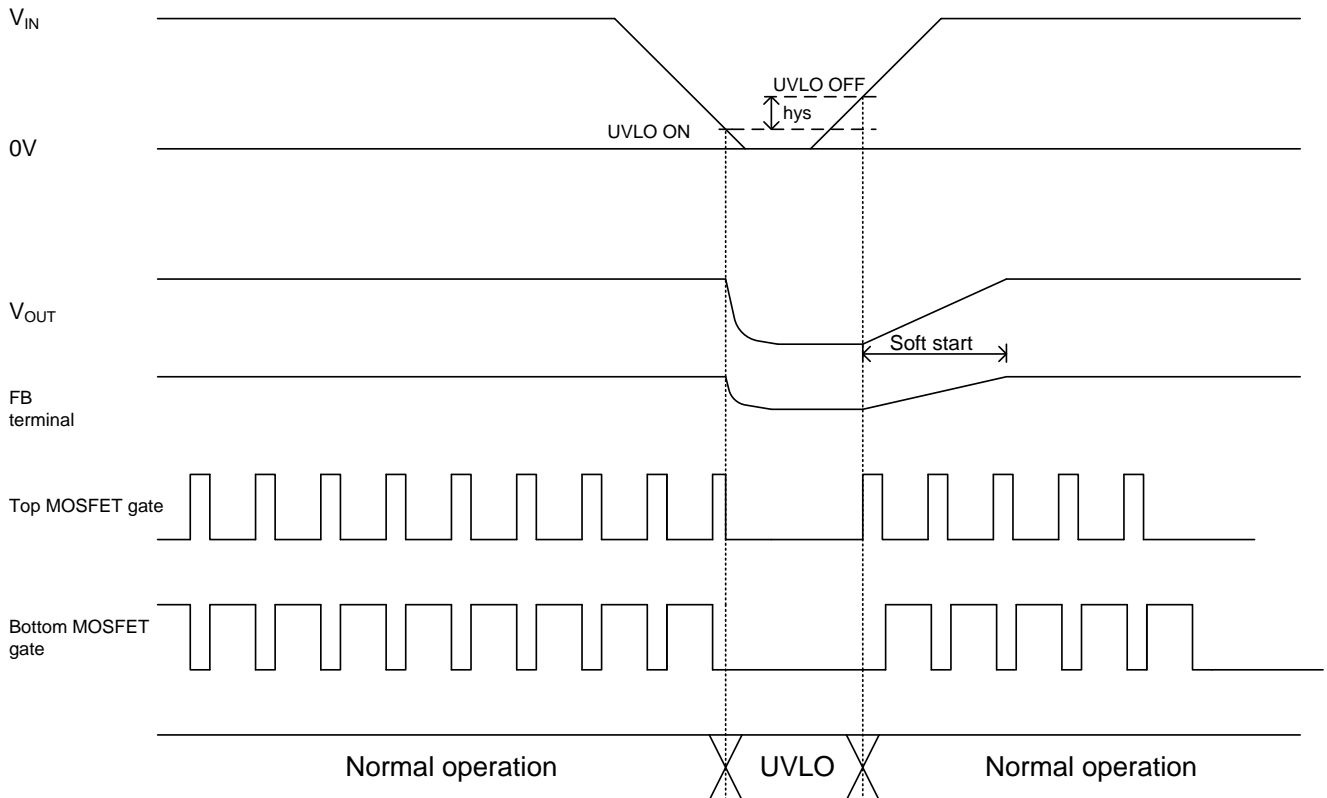 VIN
UVLO OFF
hys
UVLO ON
0V
VOUT
Soft start
FB
terminal
Top MOSFET gate
Bottom MOSFET
gate
Normal operation
UVLO
Normal operation